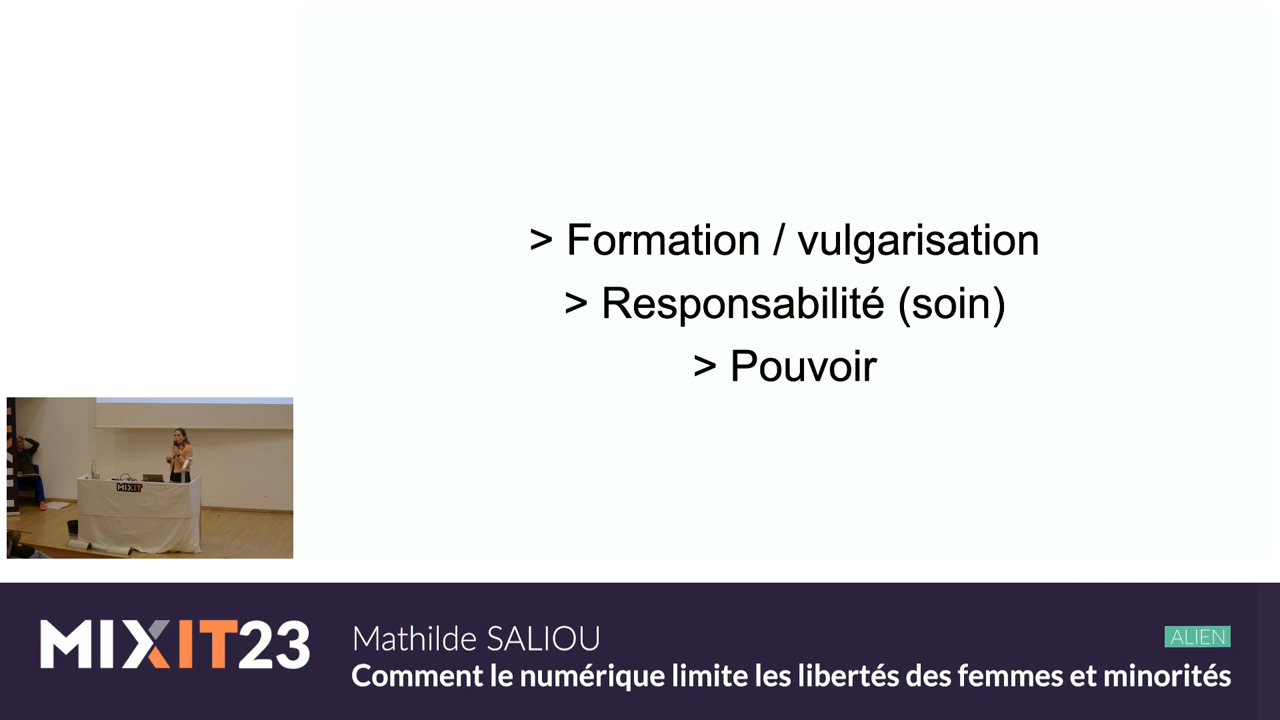 > Formation / vulgarisation
> Responsabilité (soin)
> Pouvoir
MIXIT
MIXIT23
Mathilde SALIOU
ALIEN
Comment le numérique limite les libertés des femmes et minorités